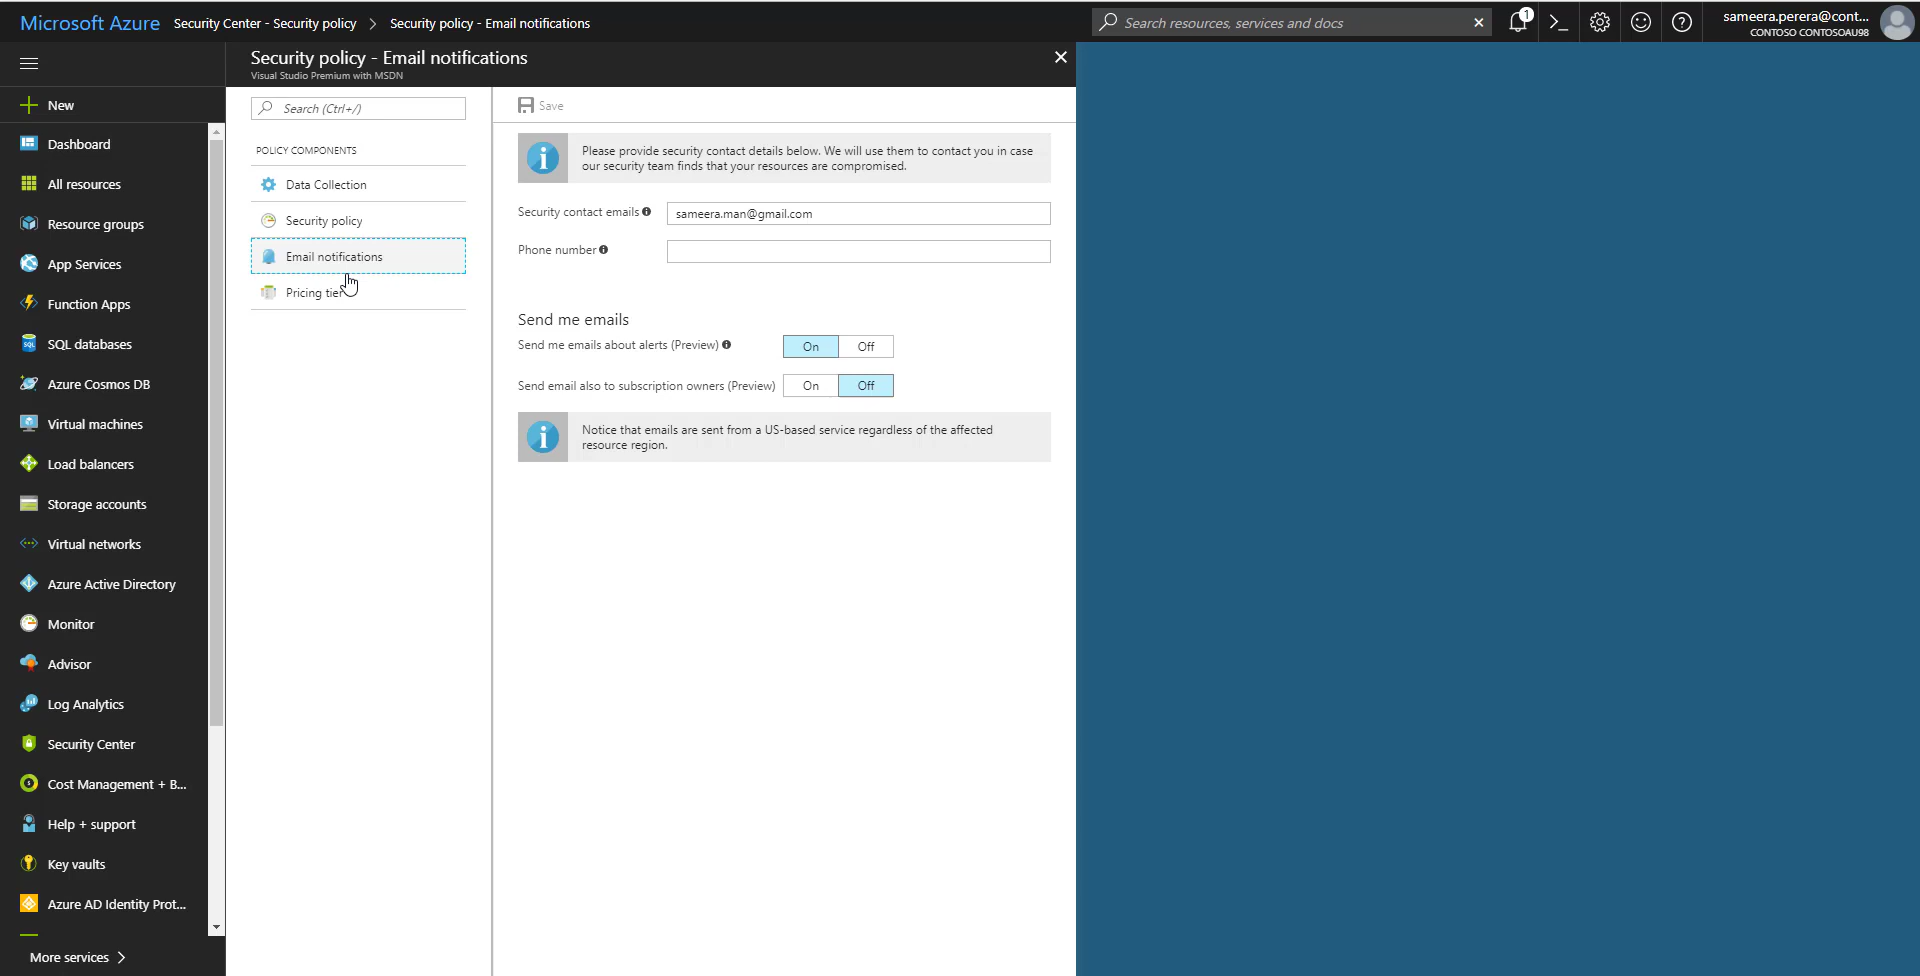 Microsoft Azure
Security Center - Security policy
Security policy - Email notifications
Search resources, services and docs
1
sameera.perera@cont...
CONTOSO CONTOSOAU98
New
Dashboard
All resources
Resource groups
App Services
Function Apps
SQL databases
Azure Cosmos DB
Virtual machines
Load balancers
Storage accounts
Virtual networks
Azure Active Directory
Monitor
Advisor
Log Analytics
Security Center
Cost Management + B...
Help + support
Key vaults
Azure AD Identity Prot...
More services
Security policy - Email notifications
Visual Studio Premium with MSDN
Search (Ctrl+/)
POLICY COMPONENTS
Data Collection
Security policy
Email notifications
Pricing tier
Save
Please provide security contact details below. We will use them to contact you in case
our security team finds that your resources are compromised.
Security contact emails
sameera.man@gmail.com
Phone number
Send me emails
Send me emails about alerts (Preview)
On Off
Send email also to subscription owners (Preview)
On Off
Notice that emails are sent from a US-based service regardless of the affected
resource region.